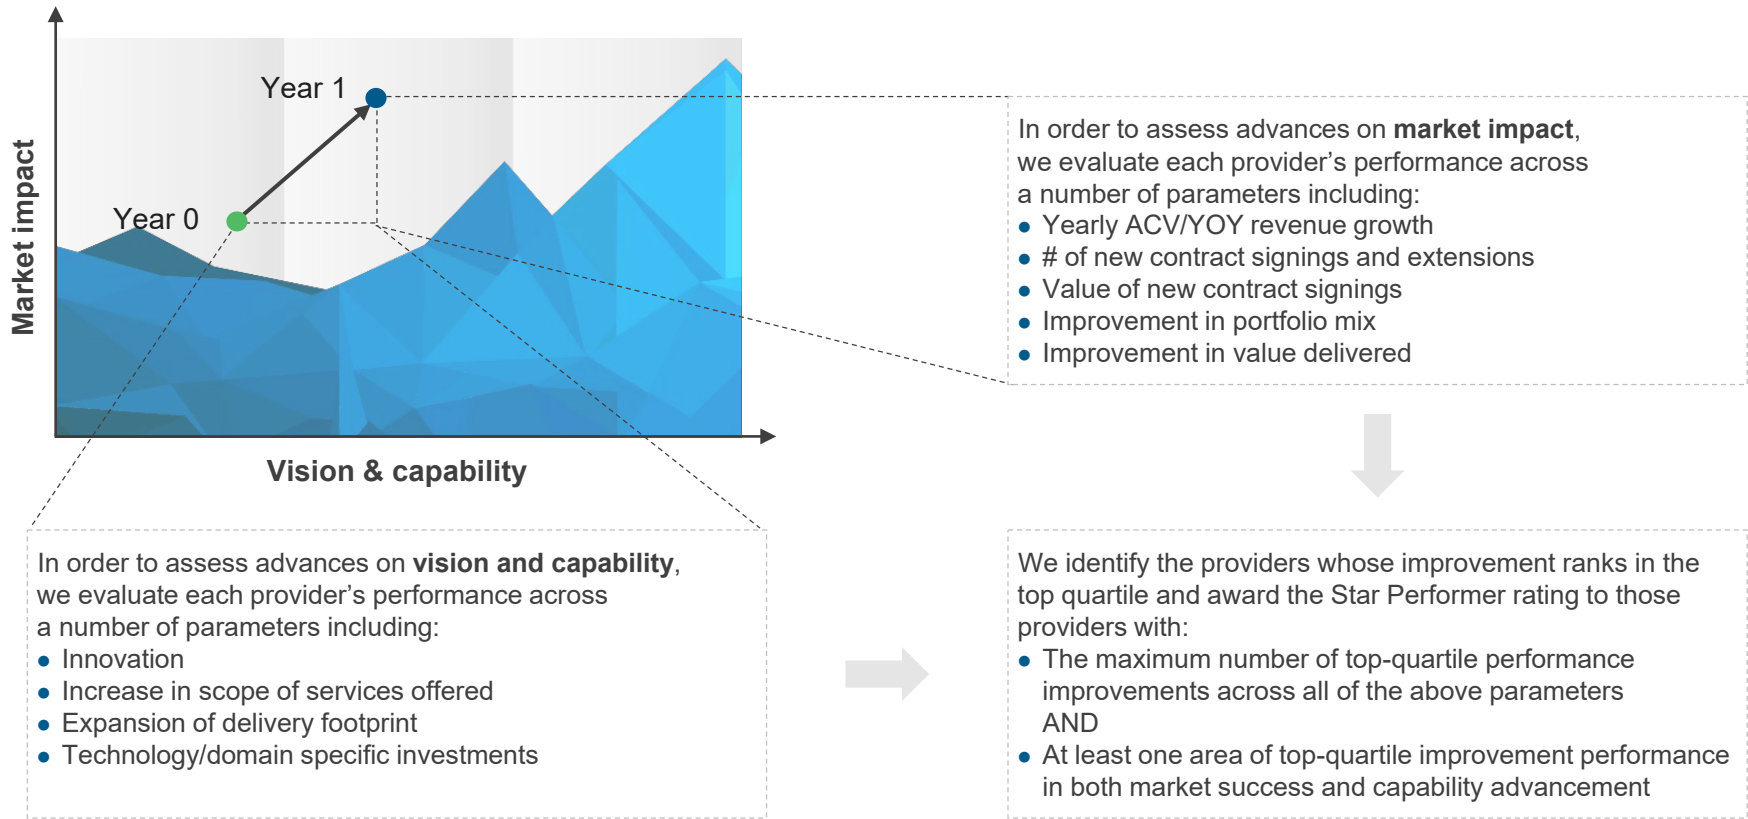 Year 1
Year 0
Market impact
Vision & capability
In order to assess advances on market impact,
we evaluate each provider’s performance across
a number of parameters including:
● Yearly ACV/YOY revenue growth
● # of new contract signings and extensions
● Value of new contract signings
● Improvement in portfolio mix
● Improvement in value delivered
In order to assess advances on vision and capability,
we evaluate each provider’s performance across
a number of parameters including:
● Innovation
● Increase in scope of services offered
● Expansion of delivery footprint
● Technology/domain specific investments
We identify the providers whose improvement ranks in the
top quartile and award the Star Performer rating to those
providers with:
● The maximum number of top-quartile performance
improvements across all of the above parameters
AND
● At least one area of top-quartile improvement performance
in both market success and capability advancement